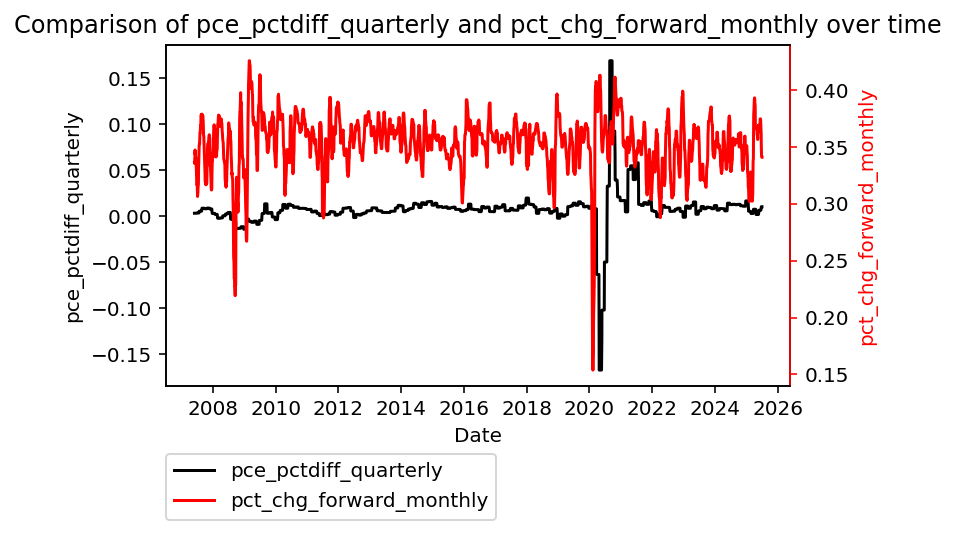 Comparison of pce_pctdiff_quarterly and pct_chg_forward_monthly over time
pce_pctdiff_quarterly
0.15
0.10
0.05
0.00
−0.05
−0.10
−0.15
0.40
0.35
0.30
0.25
0.20
0.15
pct_chg_forward_monthly
2008 2010 2012 2014 2016 2018 2020 2022 2024 2026
Date
pce_pctdiff_quarterly
pct_chg_forward_monthly